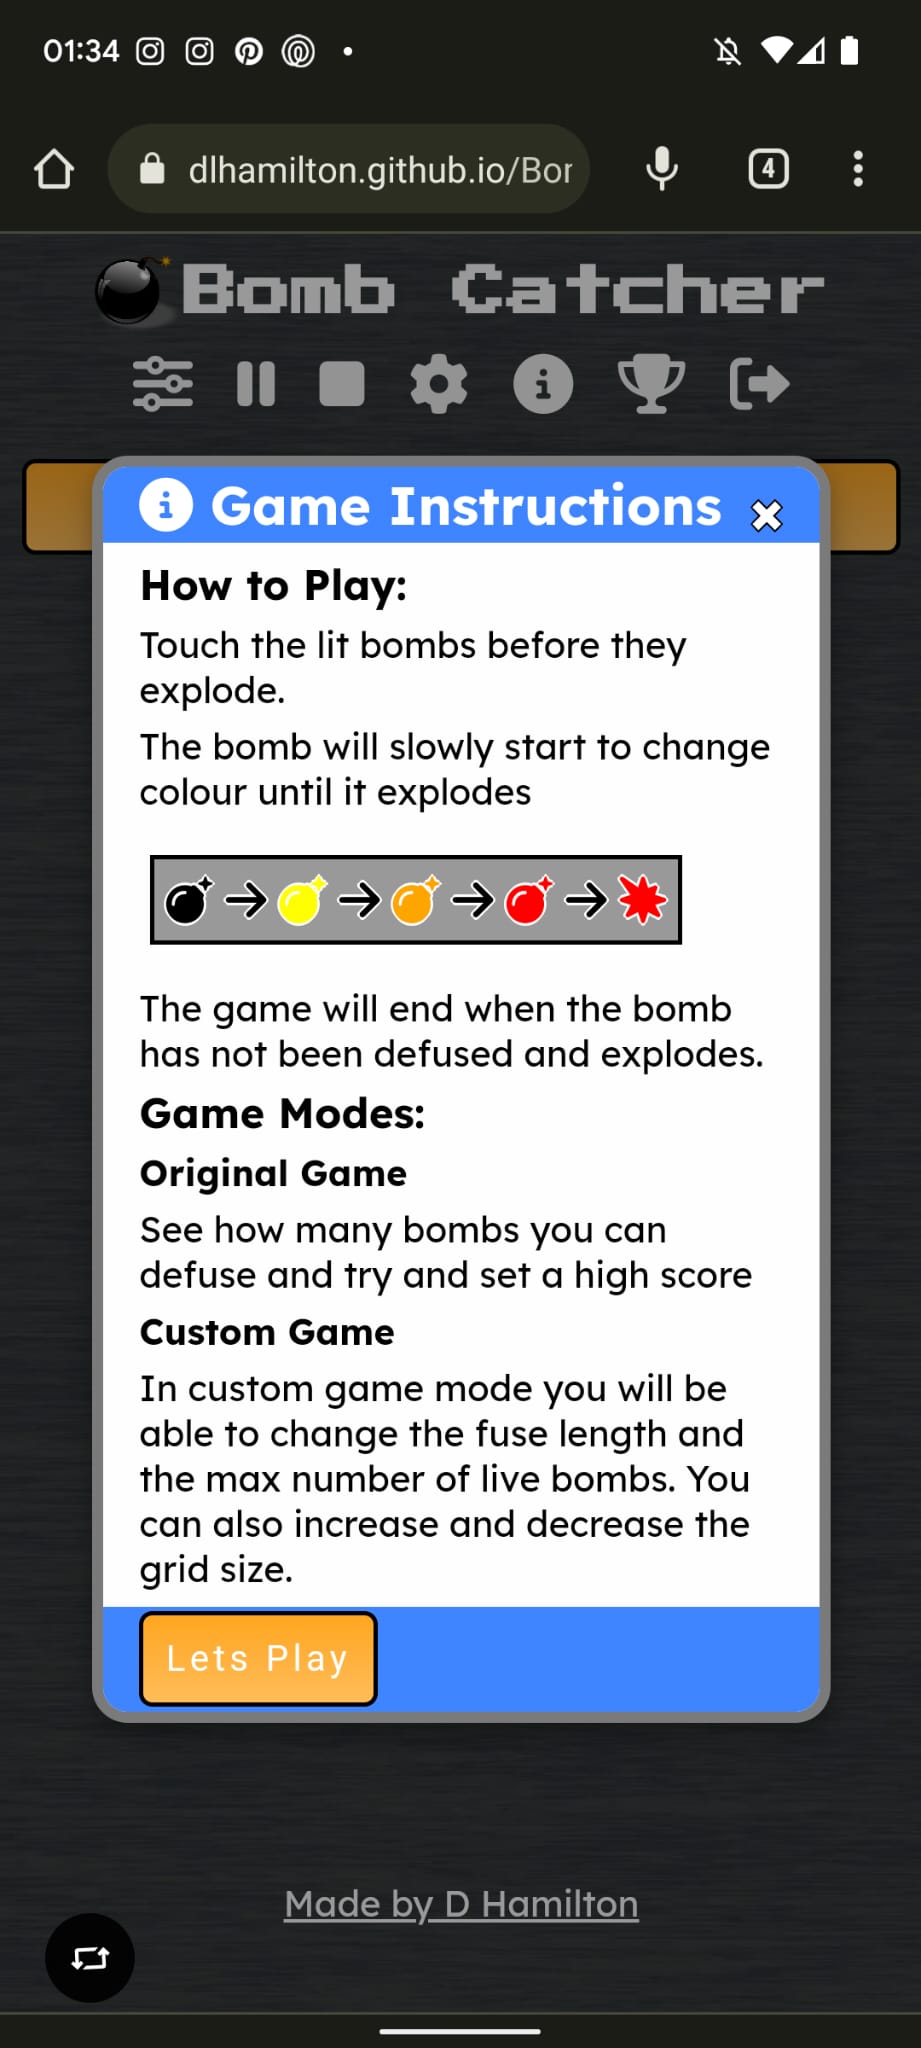 01:34
dlhamilton.github.io/Bor
4
Bomb Catcher
Game Instructions
How to Play:
Touch the lit bombs before they
explode.
The bomb will slowly start to change
colour until it explodes
The game will end when the bomb
has not been defused and explodes.
Game Modes:
Original Game
See how many bombs you can
defuse and try and set a high score
Custom Game
In custom game mode you will be
able to change the fuse length and
the max number of live bombs. You
can also increase and decrease the
grid size.
Lets Play
Made by D Hamilton